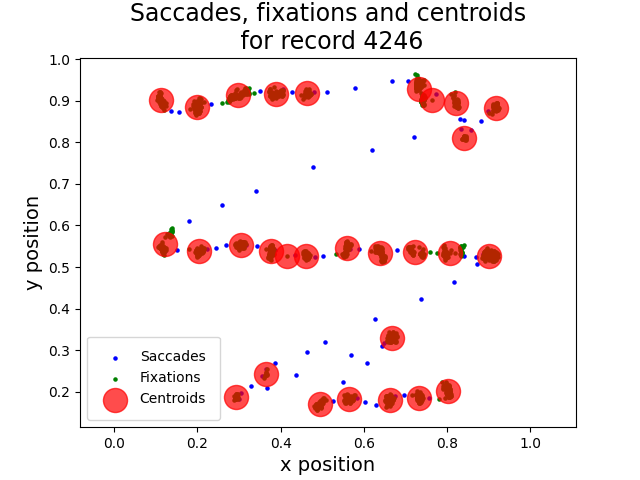 Saccades, fixations and centroids
for record 4246
1.0
0.9
0.8
0.7
0.6
0.5
0.4
0.3
0.2
y position
Saccades
Fixations
Centroids
0.0 0.2 0.4 0.6 0.8 1.0
x position